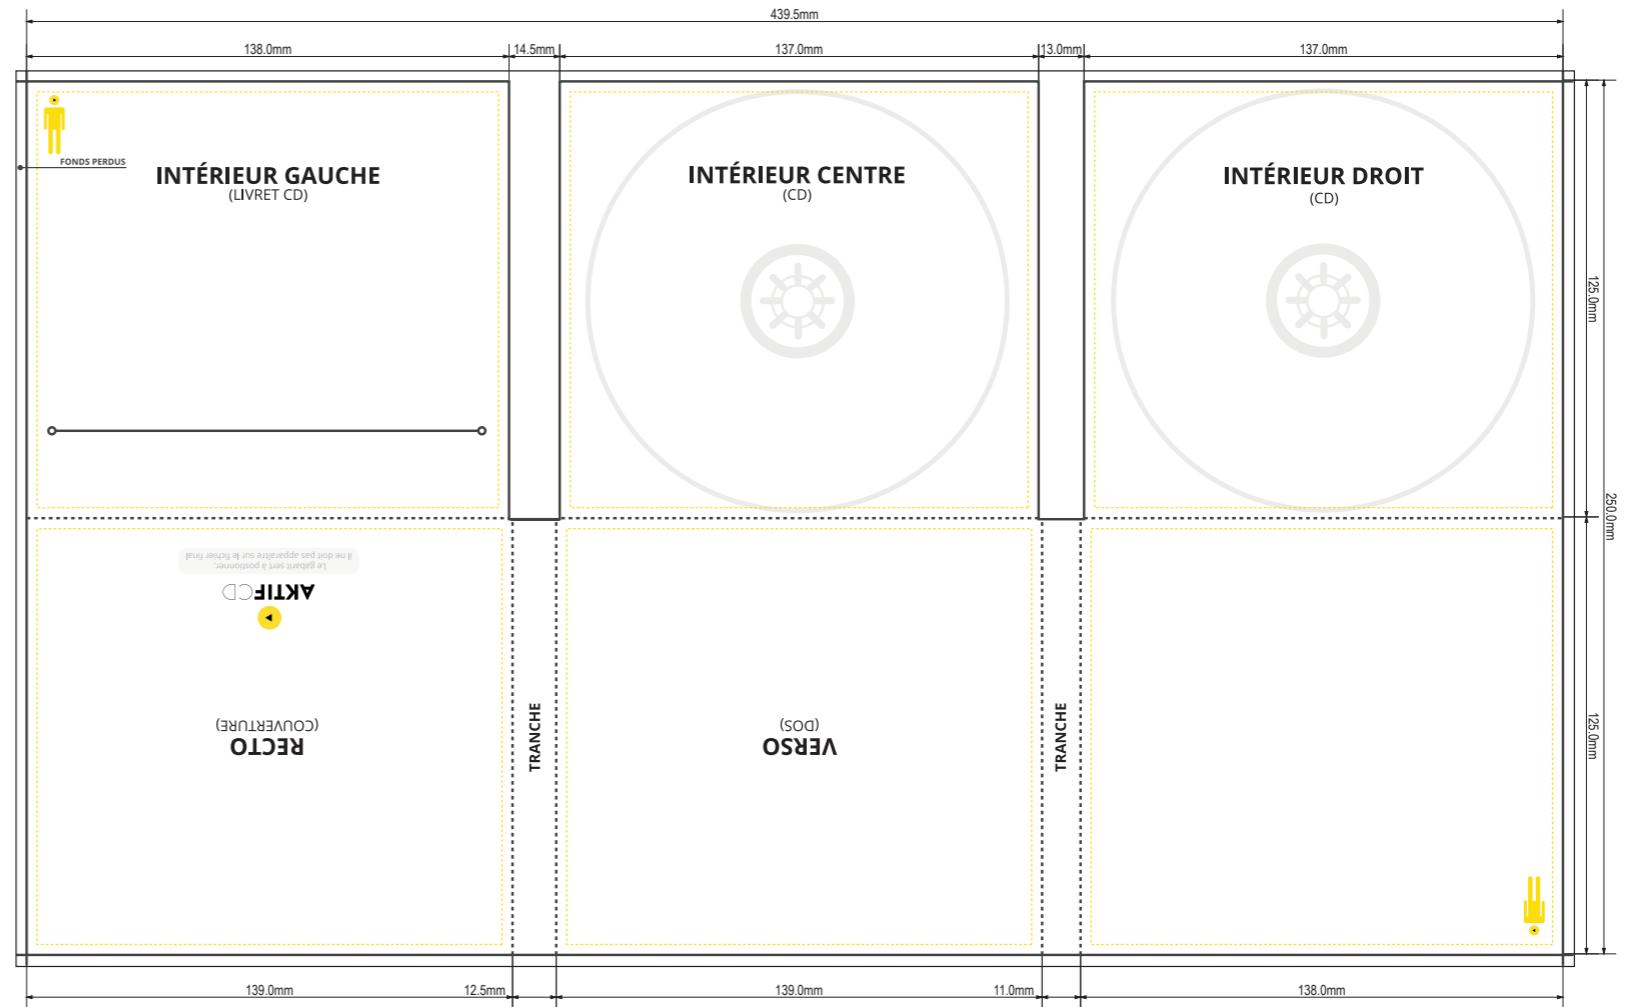 439.5mm
138.0mm
14.5mm
137.0mm
13.0mm
137.0mm
FONDS PERDUS
INTÉRIEUR GAUCHE
(LIVRET CD)
INTÉRIEUR CENTRE
(CD)
INTÉRIEUR DROIT
(CD)
125.0mm
250.0mm
Le gabarit sert à postionner,
il ne doit pas apparaître sur le fichier final
AKTIFCD
RECTO
(COUVERTURE)
TRANCHE
VERSO
(DOS)
TRANCHE
125.0mm
139.0mm
12.5mm
139.0mm
11.0mm
138.0mm